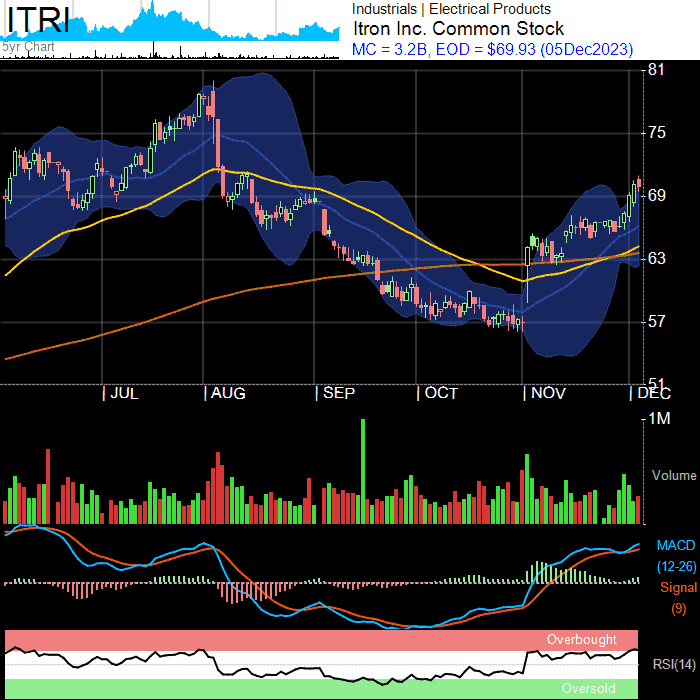 ITRI
5yr Chart
Industrials | Electrical Products
Itron Inc. Common Stock
MC = 3.2B, EOD = $69.93 (05Dec2023)
81
75
69
63
57
51
JUL
AUG
SEP
OCT
NOV
DEC
1M
Volume
MACD
(12-26)
Signal
(9)
Overbought
RSI(14)
Oversold